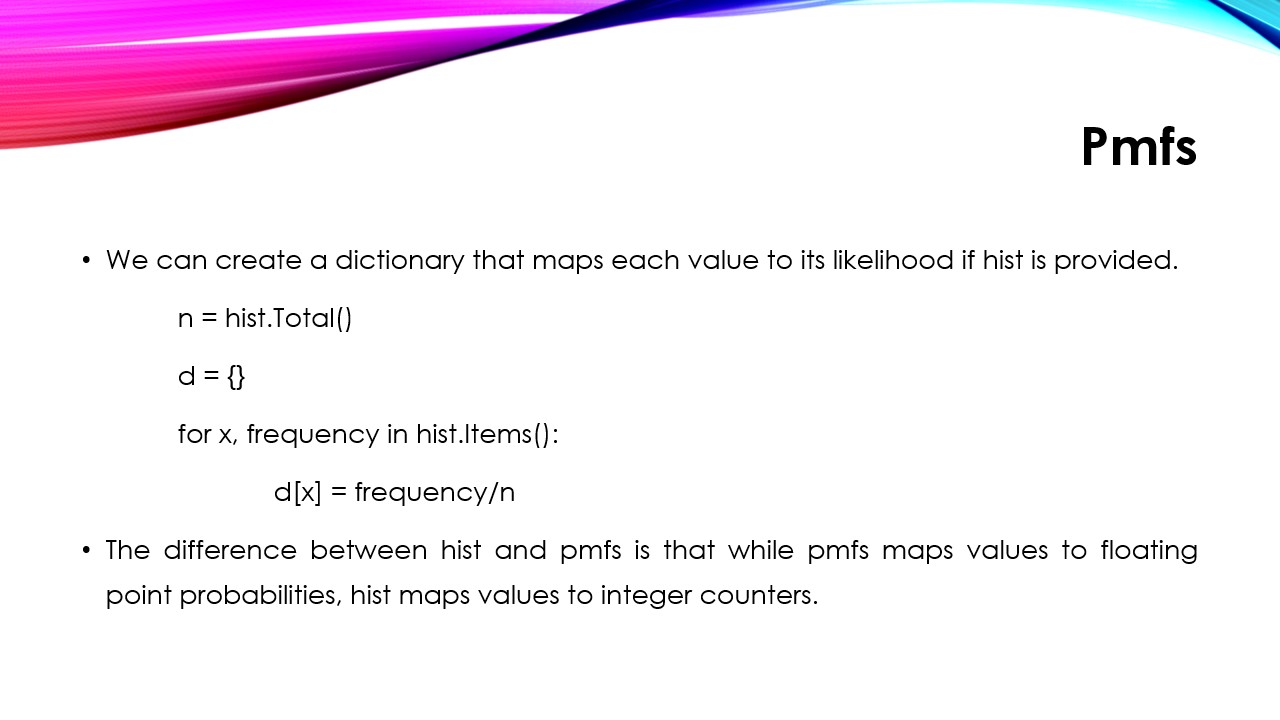 Pmfs
• We can create a dictionary that maps each value to its likelihood if hist is provided.
n = hist.Total()
d = {}
for x, frequency in hist.Items():
d[x] = frequency/n
• The difference between hist and pmfs is that while pmfs maps values to floating
point probabilities, hist maps values to integer counters.